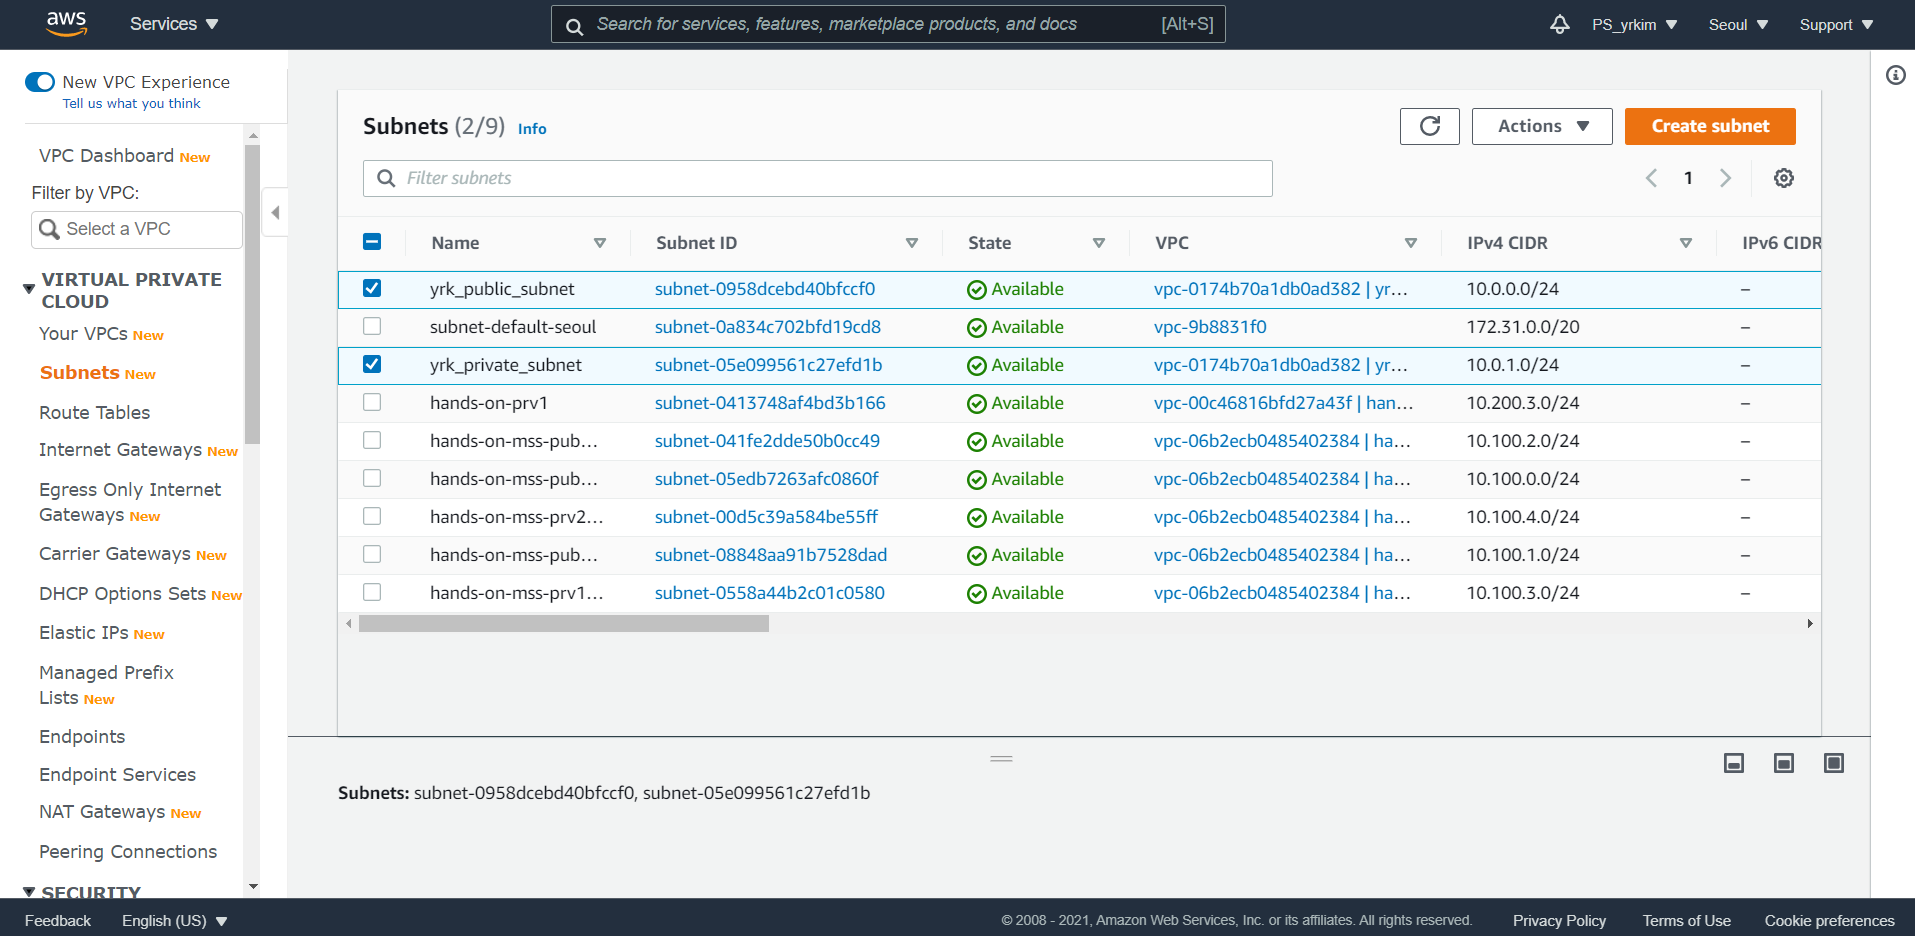 aws
Services
Search for services, features, marketplace products, and docs [Alt+S]
PS_yrkim
Seoul
Support
New VPC Experience
Tell us what you think
VPC Dashboard New
Filter by VPC:
Select a VPC
VIRTUAL PRIVATE
CLOUD
Your VPCs New
Subnets New
Route Tables
Internet Gateways New
Egress Only Internet
Gateways New
Carrier Gateways New
DHCP Options Sets New
Elastic IPs New
Managed Prefix
Lists New
Endpoints
Endpoint Services
NAT Gateways New
Peering Connections
SECURITY
Subnets (2/9) Info
Actions
Create subnet
Filter subnets
1
Name Subnet ID State VPC IPv4 CIDR IPv6 CIDR
yrk_public_subnet subnet-0958dcebd40bfccf0 Available vpc-0174b70a1db0ad382 | yr... 10.0.0.0/24 –
subnet-default-seoul subnet-0a834c702bfd19cd8 Available vpc-9b8831f0 172.31.0.0/20 –
yrk_private_subnet subnet-05e099561c27efd1b Available vpc-0174b70a1db0ad382 | yr... 10.0.1.0/24 –
hands-on-prv1 subnet-0413748af4bd3b166 Available vpc-00c46816bfd27a43f | han... 10.200.3.0/24 –
hands-on-mss-pub... subnet-041fe2dde50b0cc49 Available vpc-06b2ecb0485402384 | ha... 10.100.2.0/24 –
hands-on-mss-pub... subnet-05edb7263afc0860f Available vpc-06b2ecb0485402384 | ha... 10.100.0.0/24 –
hands-on-mss-prv2... subnet-00d5c39a584be55ff Available vpc-06b2ecb0485402384 | ha... 10.100.4.0/24 –
hands-on-mss-pub... subnet-08848aa91b7528dad Available vpc-06b2ecb0485402384 | ha... 10.100.1.0/24 –
hands-on-mss-prv1... subnet-0558a44b2c01c0580 Available vpc-06b2ecb0485402384 | ha... 10.100.3.0/24 –
Subnets: subnet-0958dcebd40bfccf0, subnet-05e099561c27efd1b
Feedback
English (US)
© 2008 - 2021, Amazon Web Services, Inc. or its affiliates. All rights reserved.
Privacy Policy
Terms of Use
Cookie preferences